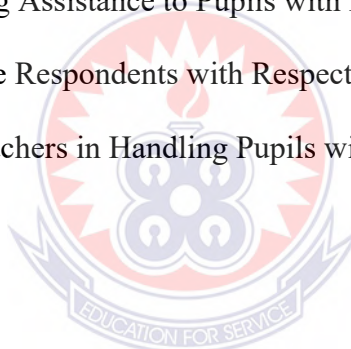 g Assistance to Pupils with
e Respondents with Respect
chers in Handling Pupils wi
EDUCATION FOR SERVICE